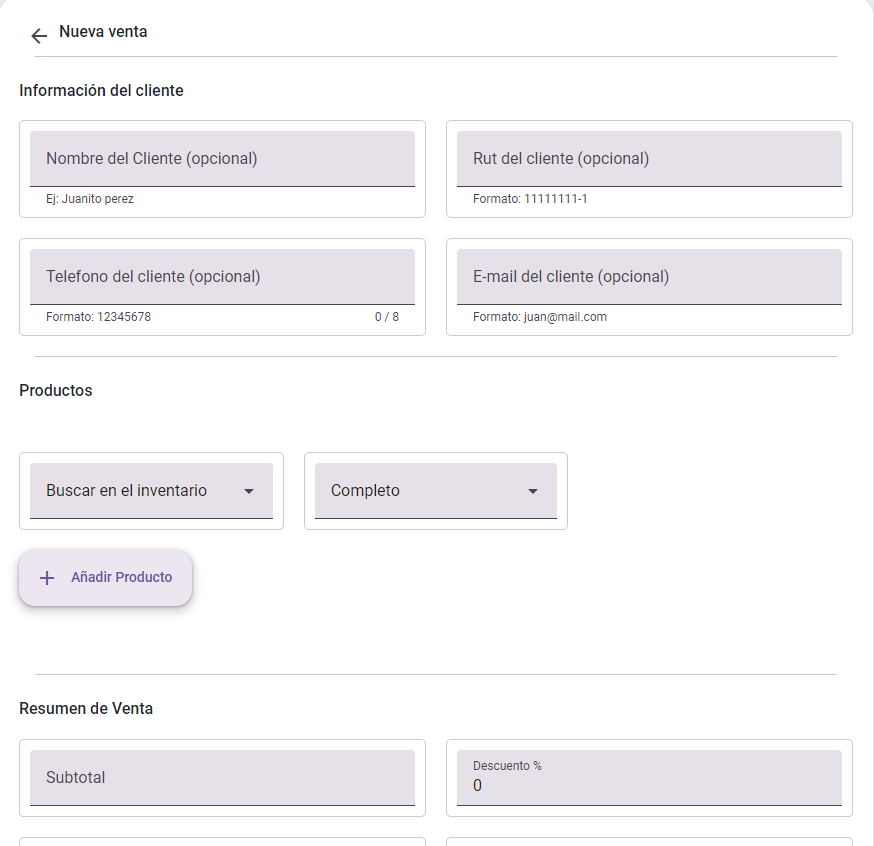 Nueva venta
Información del cliente
Nombre del Cliente (opcional)
Rut del cliente (opcional)
Ej: Juanito perez
Formato: 11111111-1
Telefono del cliente (opcional)
E-mail del cliente (opcional)
Formato: 12345678
0 / 8
Formato: juan@mail.com
Productos
Buscar en el inventario
Completo
Añadir Producto
Resumen de Venta
Subtotal
Descuento %
0